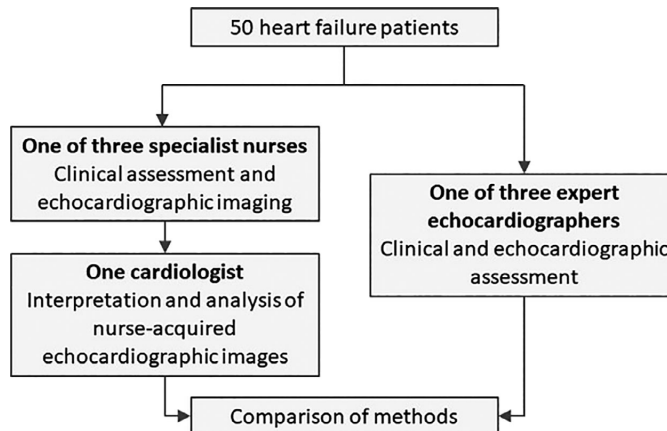 50 heart failure patients
One of three specialist nurses
Clinical assessment and
echocardiographic imaging
One cardiologist
Interpretation and analysis of
nurse-acquired
echocardiographic images
One of three expert
echocardiographers
Clinical and echocardiographic
assessment
Comparison of methods